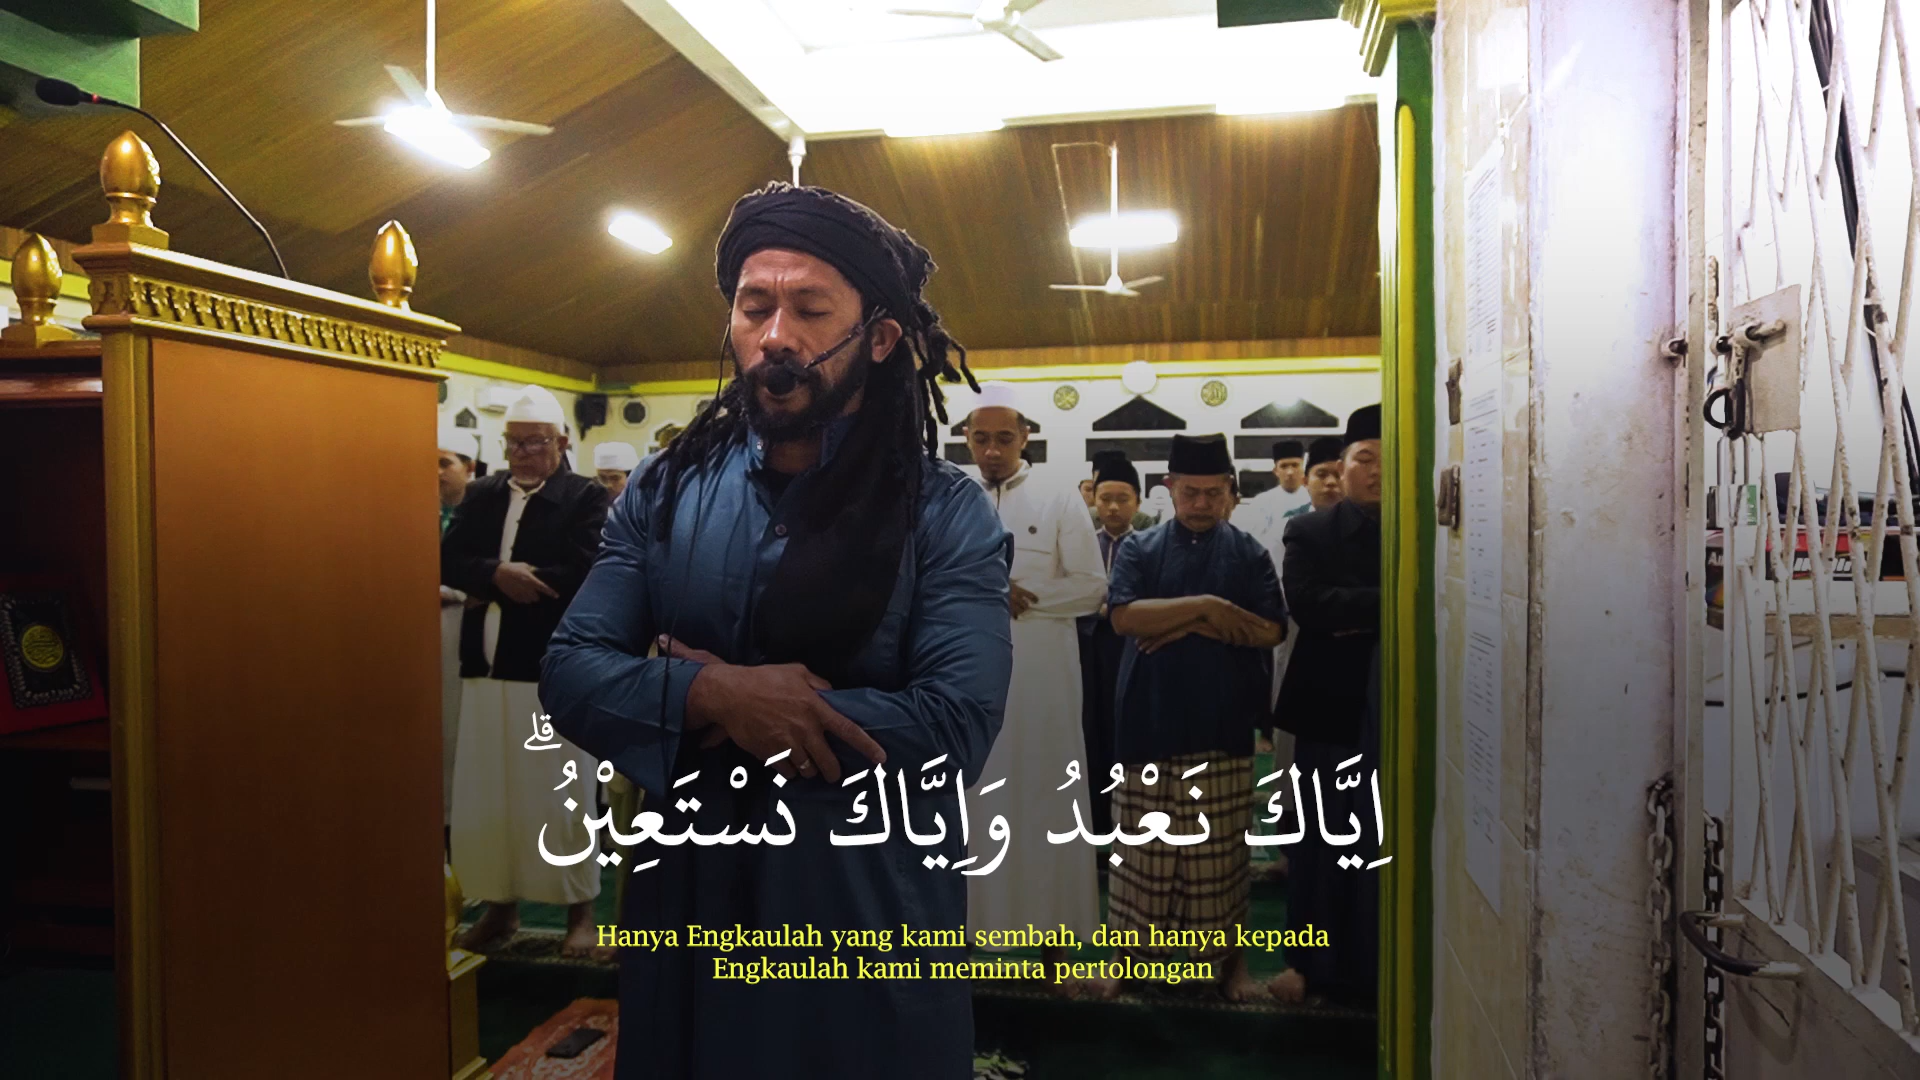 اِيَّاكَ نَعْبُدُ وَاِيَّاكَ نَسْتَعِيْنُۗ
Hanya Engkaulah yang kami sembah, dan hanya kepada
Engkaulah kami meminta pertolongan